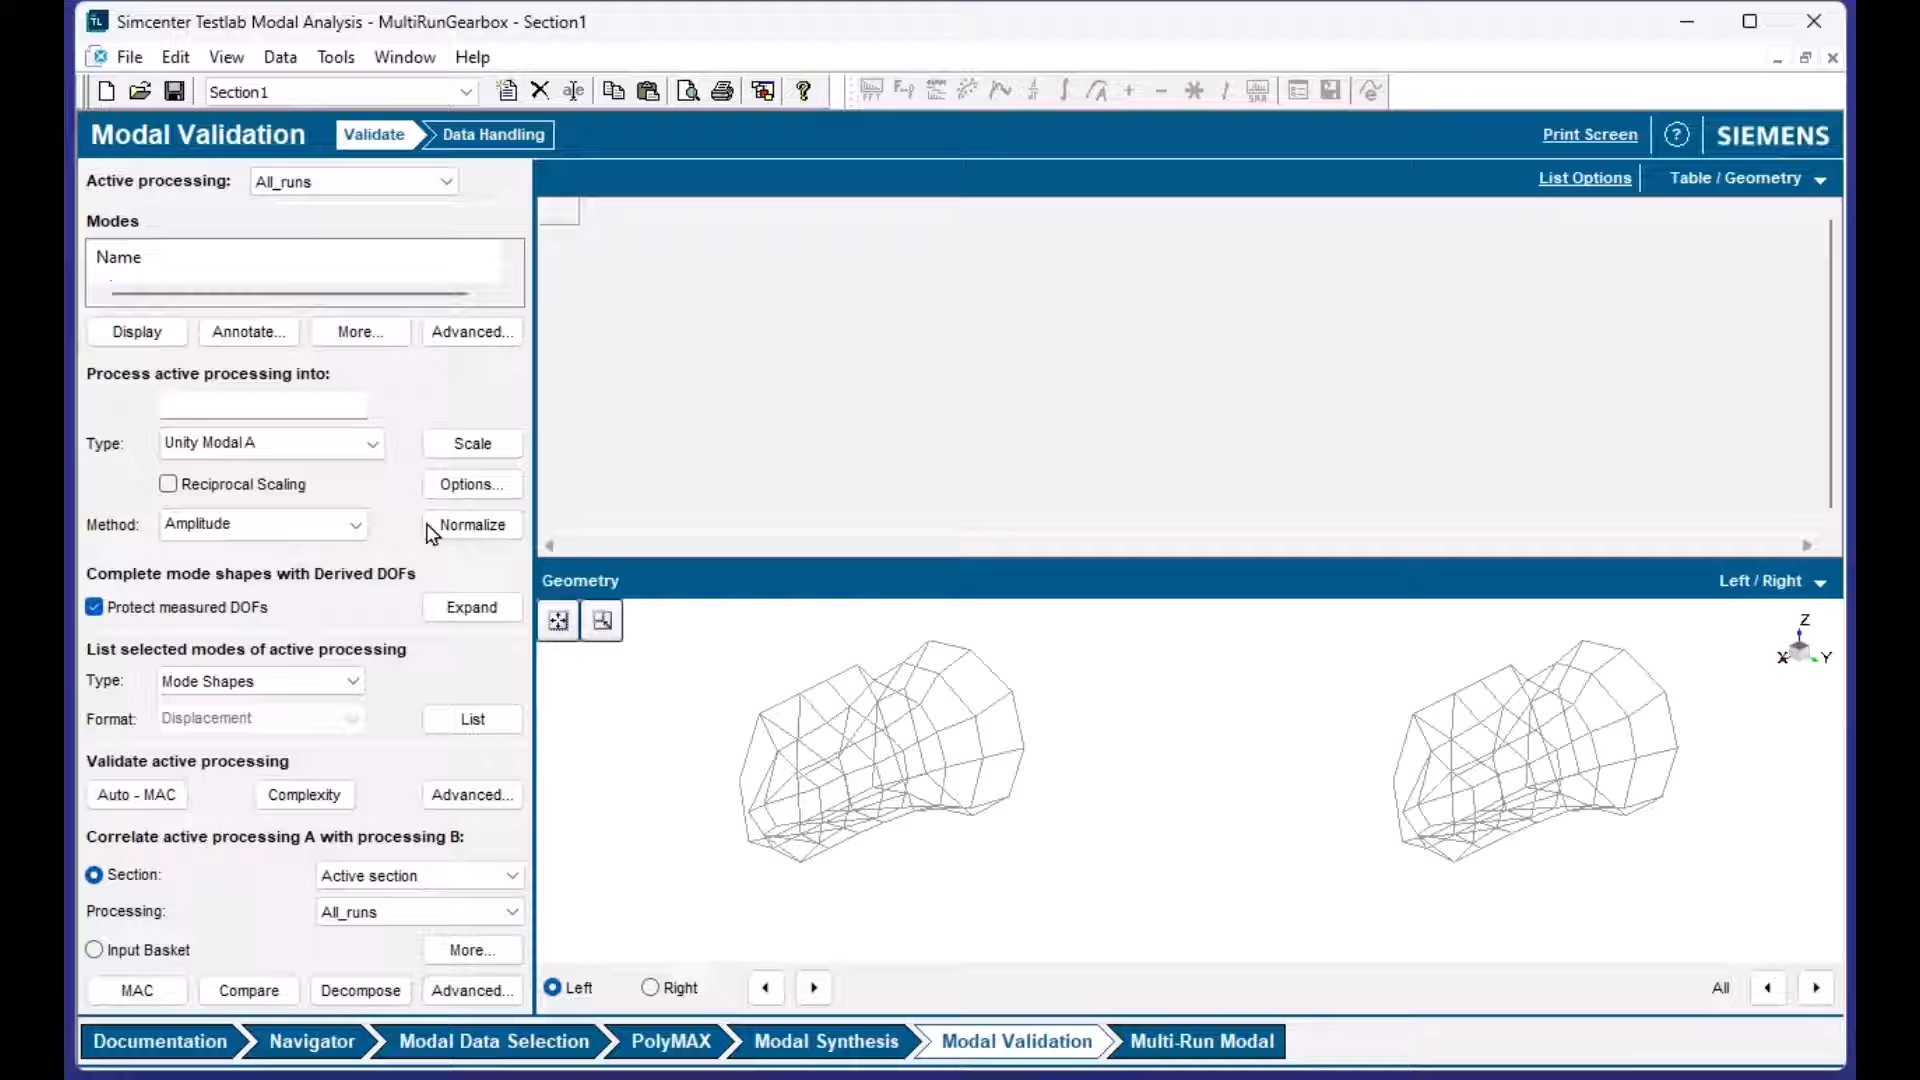 Simcenter Testlab Modal Analysis - MultiRunGearbox - Section1
File Edit View Data Tools Window Help
Section1
Modal Validation Validate Data Handling Print Screen SIEMENS
Active processing: All_runs List Options Table / Geometry
Modes
Name
Display Annotate... More... Advanced...
Process active processing into:
Type: Unity Modal A Scale
Reciprocal Scaling Options...
Method: Amplitude Normalize
Complete mode shapes with Derived DOFs
Protect measured DOFs Expand
List selected modes of active processing
Type: Mode Shapes
Format: Displacement List
Validate active processing
Auto - MAC Complexity Advanced...
Correlate active processing A with processing B:
Section: Active section
Processing: All_runs
Input Basket More...
MAC Compare Decompose Advanced...
Geometry Left / Right
Z
X Y
Left Right All
Documentation Navigator Modal Data Selection PolyMAX Modal Synthesis Modal Validation Multi-Run Modal